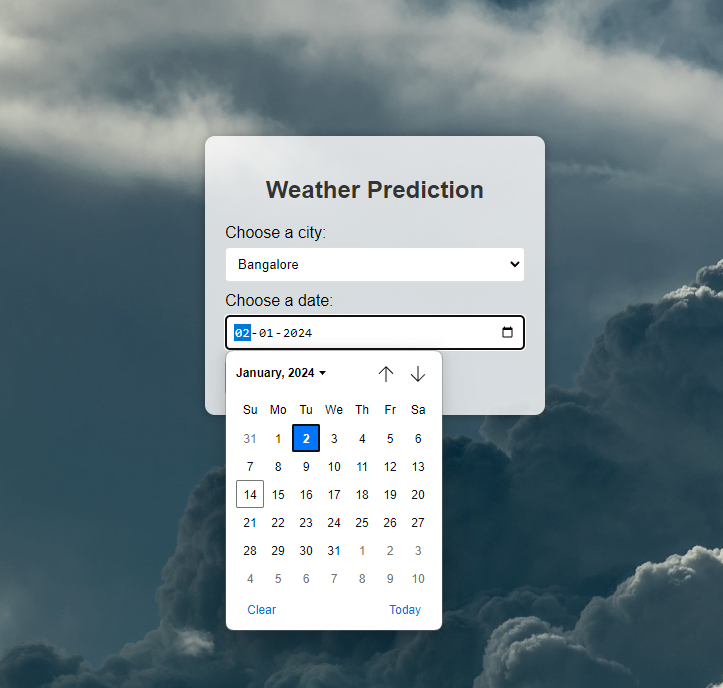 Weather Prediction
Choose a city:
Bangalore
Choose a date:
02-01-2024
January, 2024
Su Mo Tu We Th Fr Sa
31 1 2 3 4 5 6
7 8 9 10 11 12 13
14 15 16 17 18 19 20
21 22 23 24 25 26 27
28 29 30 31 1 2 3
4 5 6 7 8 9 10
Clear Today